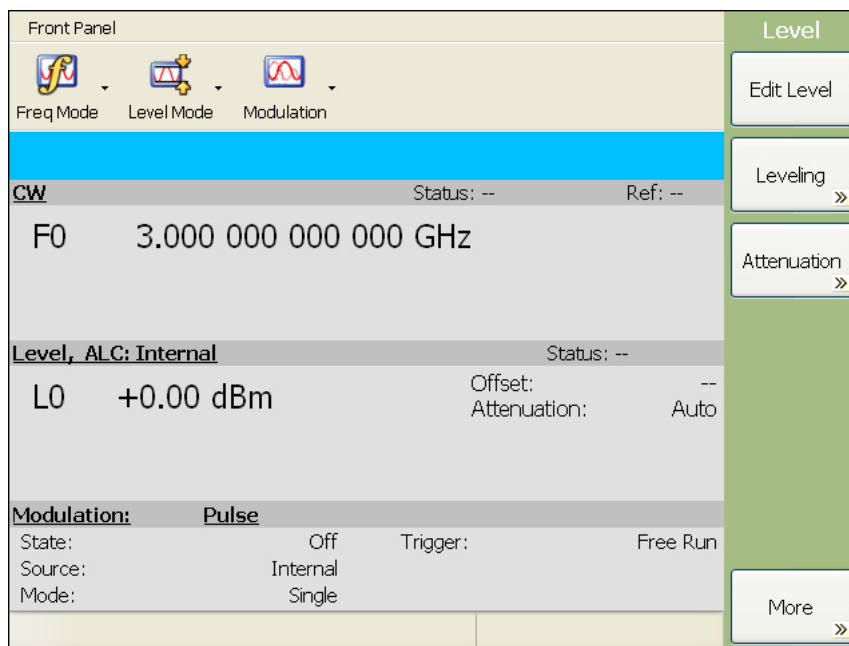 Front Panel
Freq Mode Level Mode Modulation
CW Status: -- Ref: --
F0 3.000 000 000 000 GHz
Level, ALC: Internal Status: --
L0 +0.00 dBm
Offset: --
Attenuation: Auto
Modulation: Pulse
State: Off Trigger: Free Run
Source: Internal
Mode: Single
Level
Edit Level
Leveling »
Attenuation »
More »